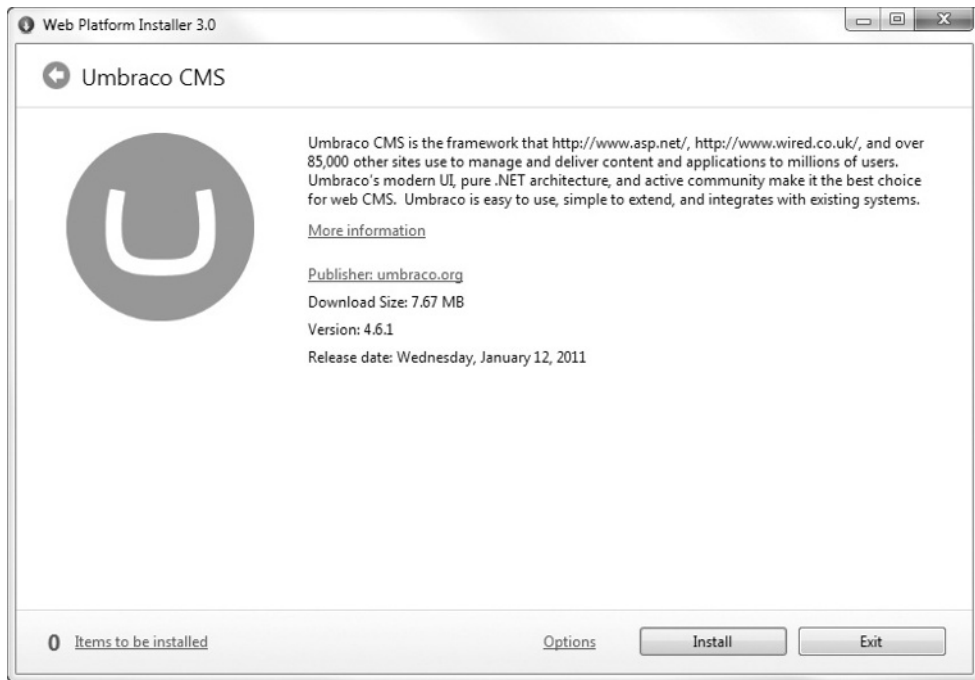 Web Platform Installer 3.0
Umbraco CMS
Umbraco CMS is the framework that http://www.asp.net/, http://www.wired.co.uk/, and over
85,000 other sites use to manage and deliver content and applications to millions of users.
Umbraco's modern UI, pure .NET architecture, and active community make it the best choice
for web CMS.  Umbraco is easy to use, simple to extend, and integrates with existing systems.
More information
Publisher: umbraco.org
Download Size: 7.67 MB
Version: 4.6.1
Release date: Wednesday, January 12, 2011
0 Items to be installed
Options
Install
Exit